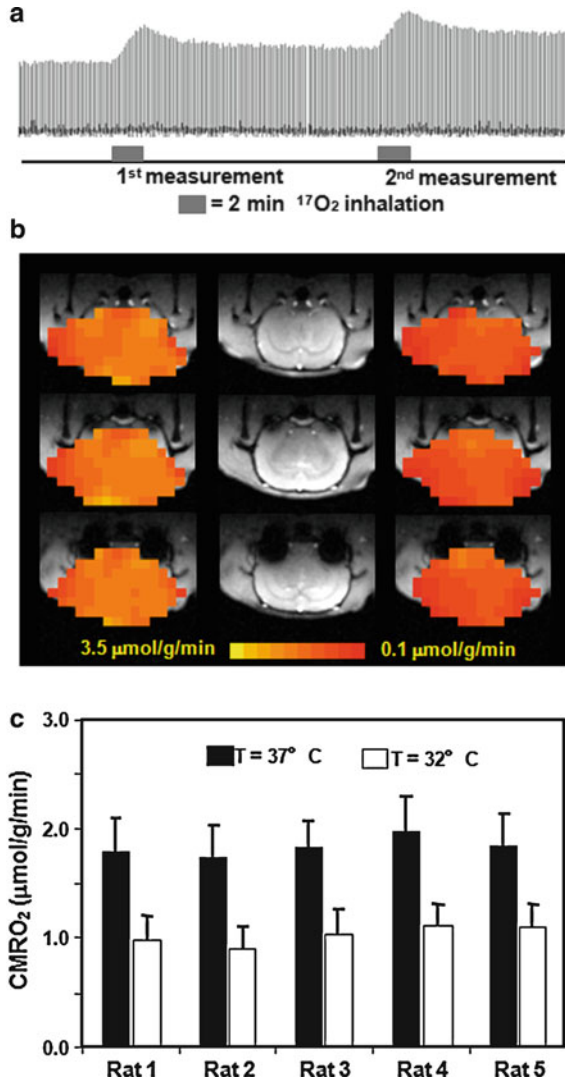 a
1st measurement 2nd measurement
= 2 min 17O2 inhalation
b
3.5 μmol/g/min 0.1 μmol/g/min
c
3.0
T = 37° C T = 32° C
2.0
1.0
0.0
CMRO2 (μmol/g/min)
Rat 1 Rat 2 Rat 3 Rat 4 Rat 5